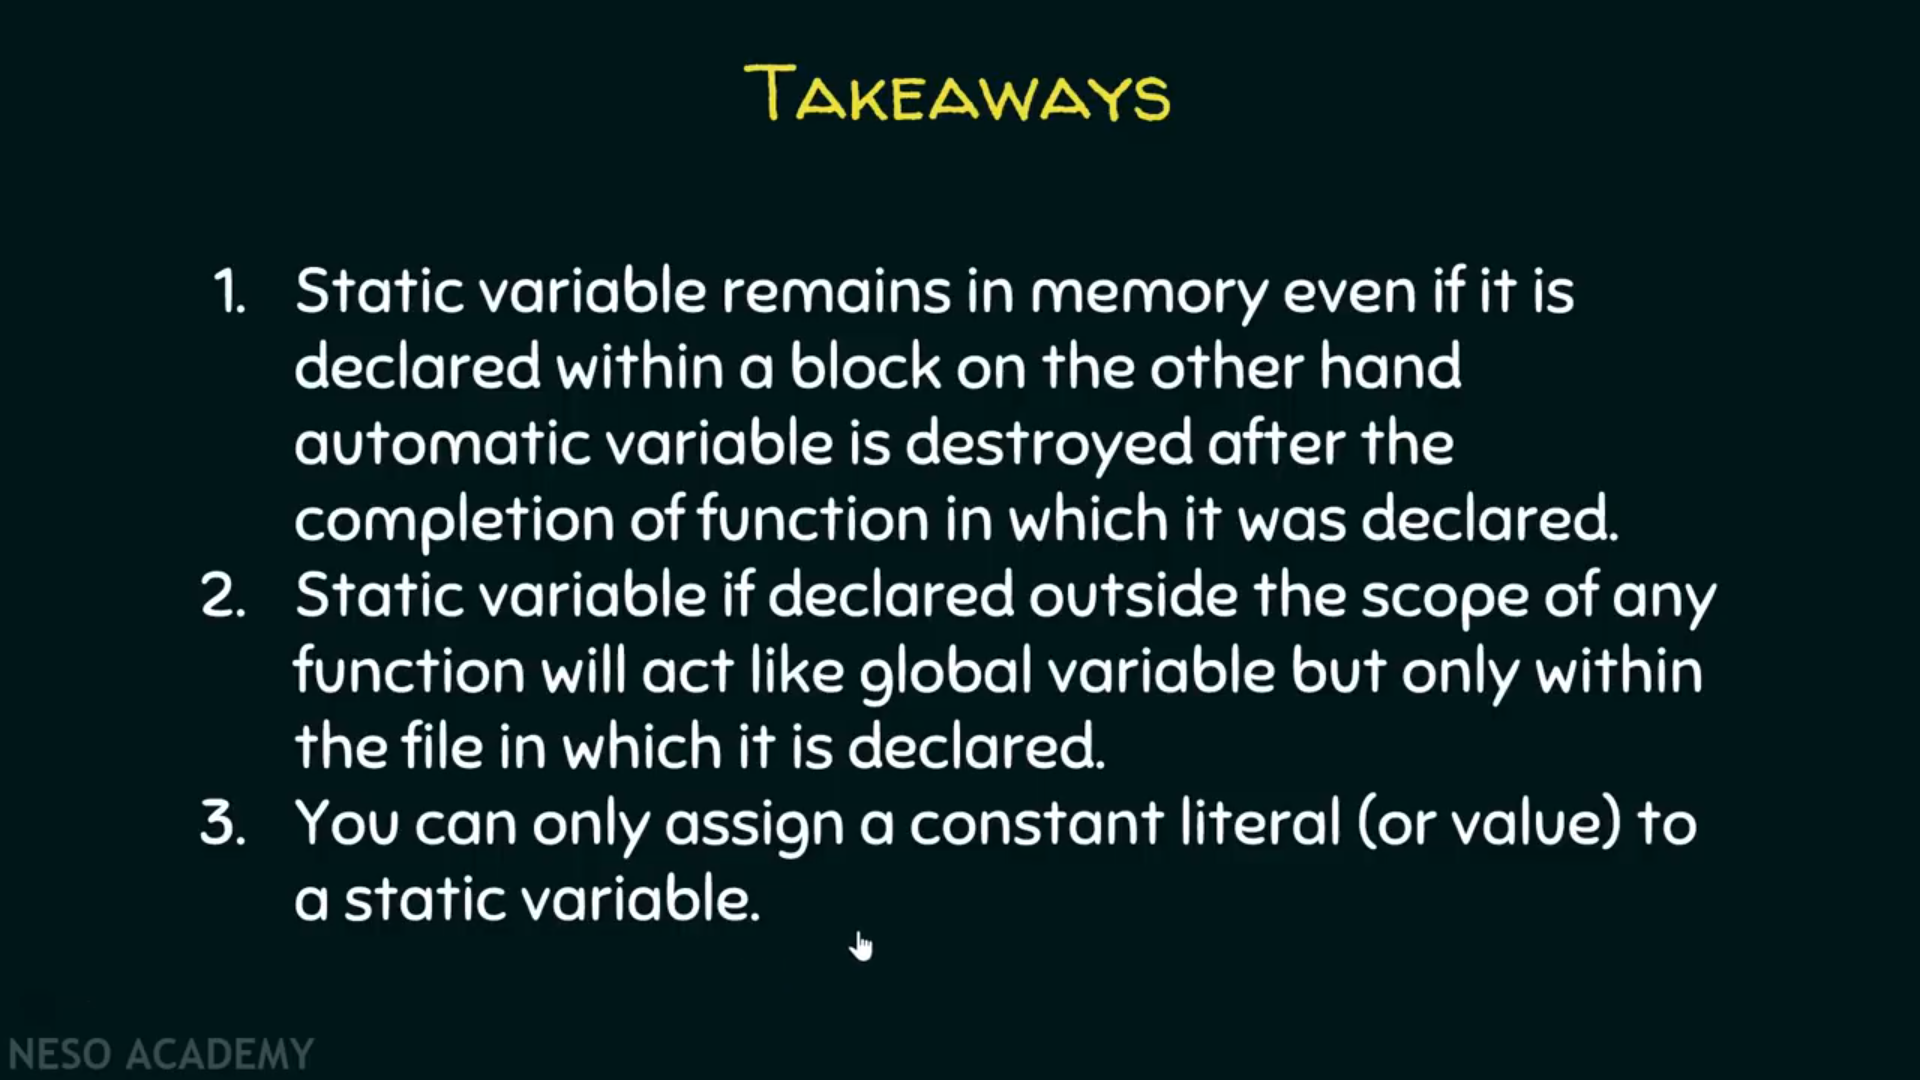 TAKEAWAYS
1. Static variable remains in memory even if it is
declared within a block on the other hand
automatic variable is destroyed after the
completion of function in which it was declared.
2. Static variable if declared outside the scope of any
function will act like global variable but only within
the file in which it is declared.
3. You can only assign a constant literal (or value) to
a static variable.
NESO ACADEMY